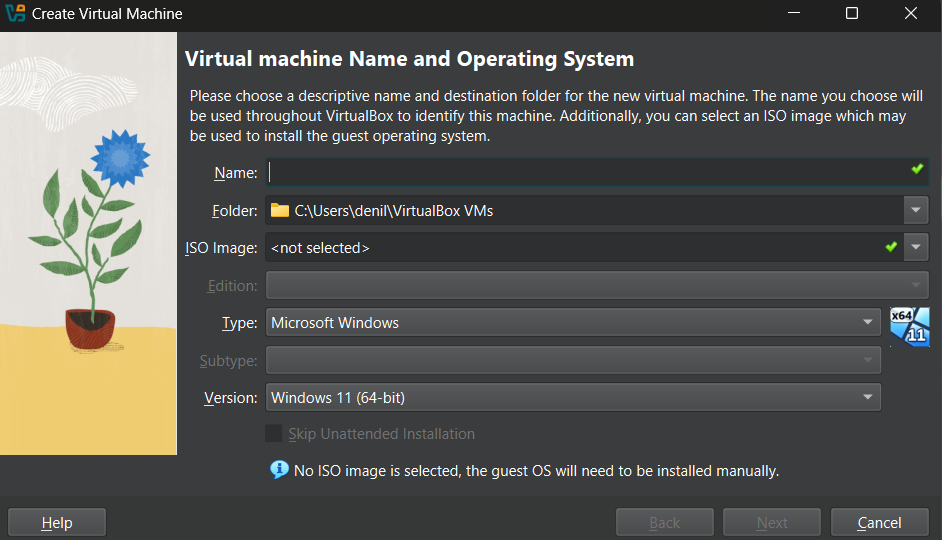 Create Virtual Machine
Virtual machine Name and Operating System
Please choose a descriptive name and destination folder for the new virtual machine. The name you choose will
be used throughout VirtualBox to identify this machine. Additionally, you can select an ISO image which may
be used to install the guest operating system.
Name:
Folder: C:\Users\denil\VirtualBox VMs
ISO Image: <not selected>
Edition:
Type: Microsoft Windows
x64
11
Subtype:
Version: Windows 11 (64-bit)
Skip Unattended Installation
No ISO image is selected, the guest OS will need to be installed manually.
Help Back Next Cancel